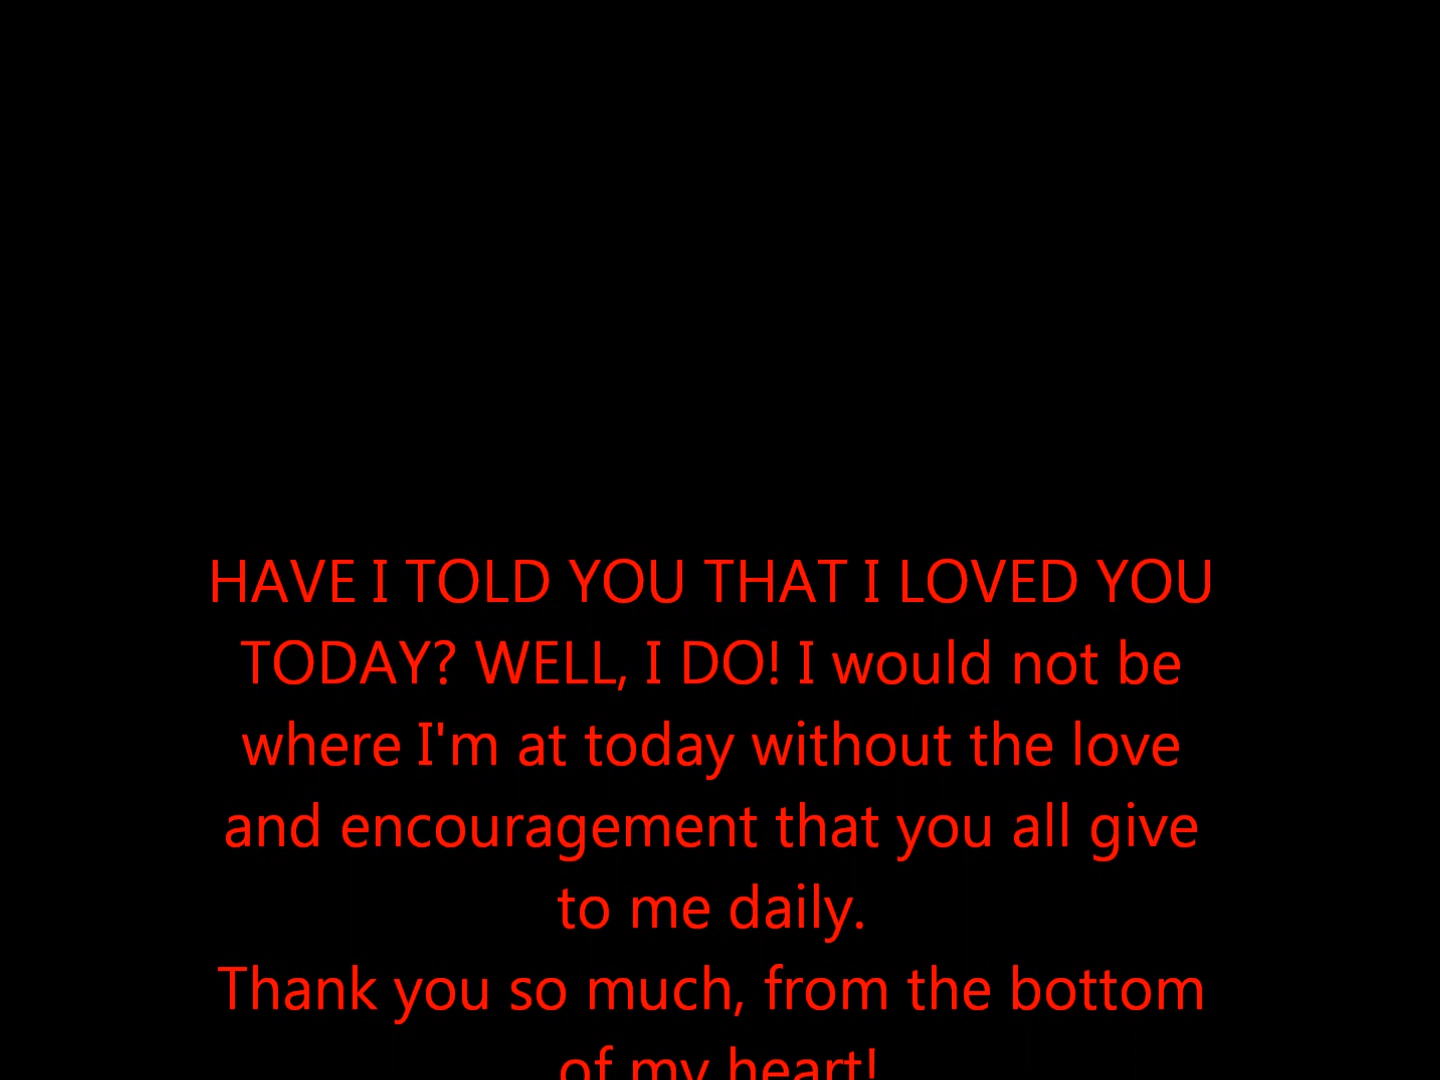 HAVE I TOLD YOU THAT I LOVED YOU
TODAY? WELL, I DO! I would not be
where I'm at today without the love
and encouragement that you all give
to me daily.
Thank you so much, from the bottom
of my heart!